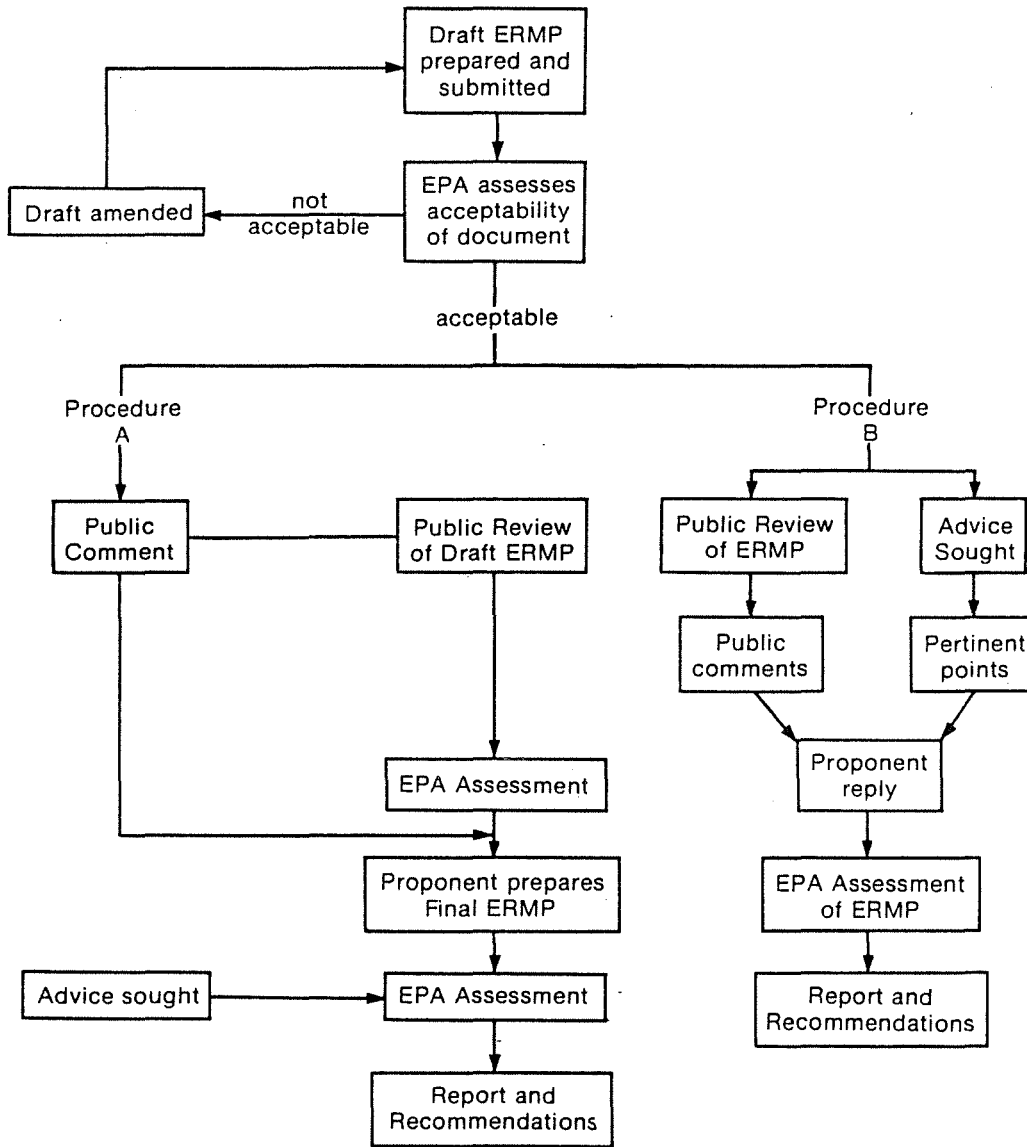 Draft ERMP
prepared and
submitted
EPA assesses
acceptability
of document
not
acceptable
Draft amended
acceptable
Procedure
A
Public
Comment
Public Review
of Draft ERMP
EPA Assessment
Proponent prepares
Final ERMP
Advice sought
EPA Assessment
Report and
Recommendations
Procedure
B
Public Review
of ERMP
Advice
Sought
Public
comments
Pertinent
points
Proponent
reply
EPA Assessment
of ERMP
Report and
Recommendations